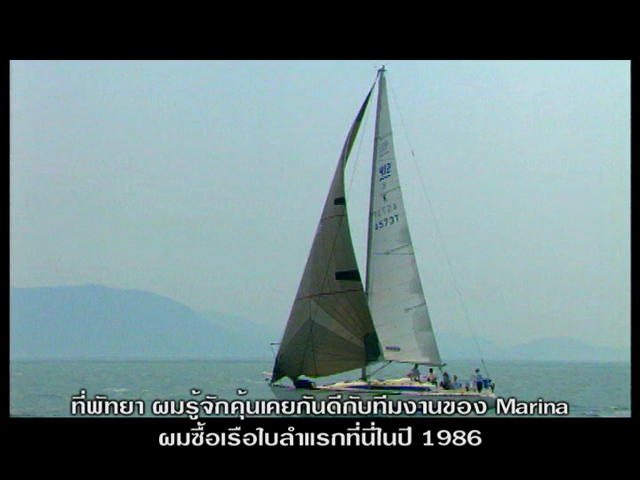 412
ที่พัทยา ผมรู้จักคุ้นเคยกันดีกับทีมงานของ Marina
ผมซื้อเรือใบลำแรกที่นี่ในปี 1986